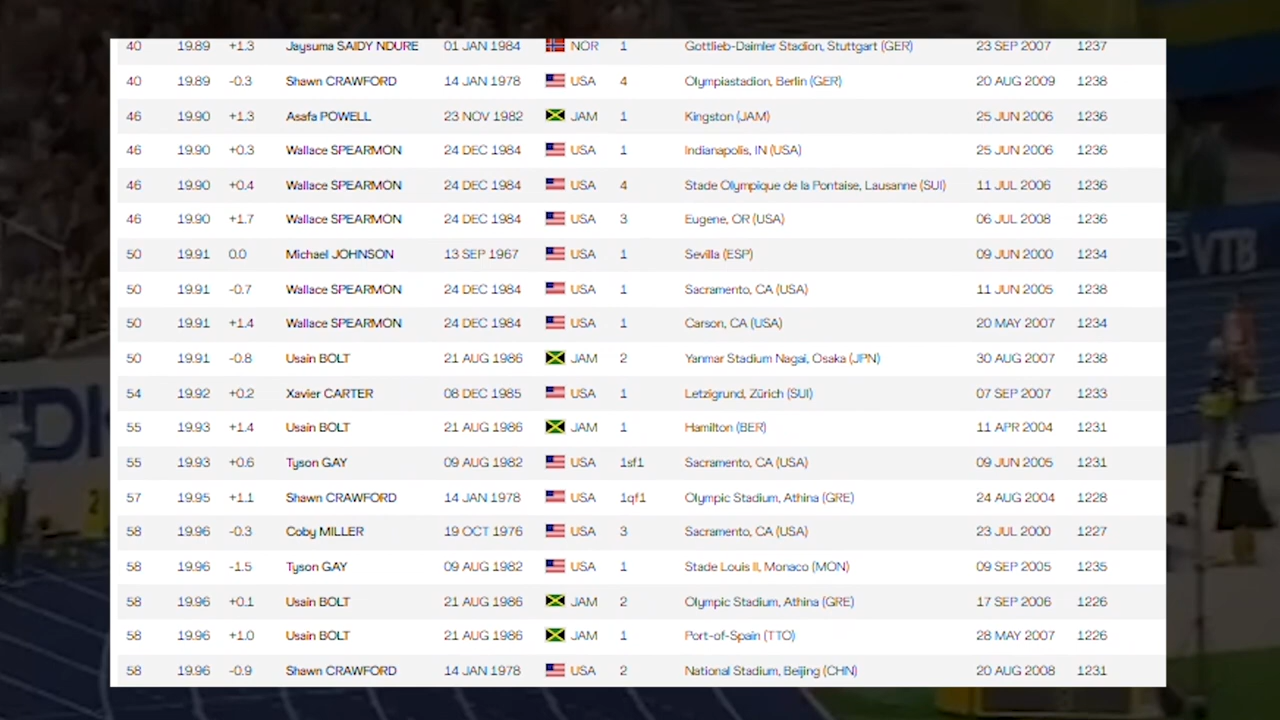 40 19.89 +1.3 Jaysuma SAIDY NDURE 01 JAN 1984 NOR 1 Gottlieb-Daimler Stadion, Stuttgart (GER) 23 SEP 2007 1237
40 19.89 -0.3 Shawn CRAWFORD 14 JAN 1978 USA 4 Olympiastadion, Berlin (GER) 20 AUG 2009 1238
46 19.90 +1.3 Asafa POWELL 23 NOV 1982 JAM 1 Kingston (JAM) 25 JUN 2006 1236
46 19.90 +0.3 Wallace SPEARMON 24 DEC 1984 USA 1 Indianapolis, IN (USA) 25 JUN 2006 1236
46 19.90 +0.4 Wallace SPEARMON 24 DEC 1984 USA 4 Stade Olympique de la Pontaise, Lausanne (SUI) 11 JUL 2006 1236
46 19.90 +1.7 Wallace SPEARMON 24 DEC 1984 USA 3 Eugene, OR (USA) 06 JUL 2008 1236
50 19.91 0.0 Michael JOHNSON 13 SEP 1967 USA 1 Sevilla (ESP) 09 JUN 2000 1234
50 19.91 -0.7 Wallace SPEARMON 24 DEC 1984 USA 1 Sacramento, CA (USA) 11 JUN 2005 1238
50 19.91 +1.4 Wallace SPEARMON 24 DEC 1984 USA 1 Carson, CA (USA) 20 MAY 2007 1234
50 19.91 -0.8 Usain BOLT 21 AUG 1986 JAM 2 Yanmar Stadium Nagai, Osaka (JPN) 30 AUG 2007 1238
54 19.92 +0.2 Xavier CARTER 08 DEC 1985 USA 1 Letzigrund, Zürich (SUI) 07 SEP 2007 1233
55 19.93 +1.4 Usain BOLT 21 AUG 1986 JAM 1 Hamilton (BER) 11 APR 2004 1231
55 19.93 +0.6 Tyson GAY 09 AUG 1982 USA 1sf1 Sacramento, CA (USA) 09 JUN 2005 1231
57 19.95 +1.1 Shawn CRAWFORD 14 JAN 1978 USA 1qf1 Olympic Stadium, Athina (GRE) 24 AUG 2004 1228
58 19.96 -0.3 Coby MILLER 19 OCT 1976 USA 3 Sacramento, CA (USA) 23 JUL 2000 1227
58 19.96 -1.5 Tyson GAY 09 AUG 1982 USA 1 Stade Louis II, Monaco (MON) 09 SEP 2005 1235
58 19.96 +0.1 Usain BOLT 21 AUG 1986 JAM 2 Olympic Stadium, Athina (GRE) 17 SEP 2006 1226
58 19.96 +1.0 Usain BOLT 21 AUG 1986 JAM 1 Port-of-Spain (TTO) 28 MAY 2007 1226
58 19.96 -0.9 Shawn CRAWFORD 14 JAN 1978 USA 2 National Stadium, Beijing (CHN) 20 AUG 2008 1231
VTB